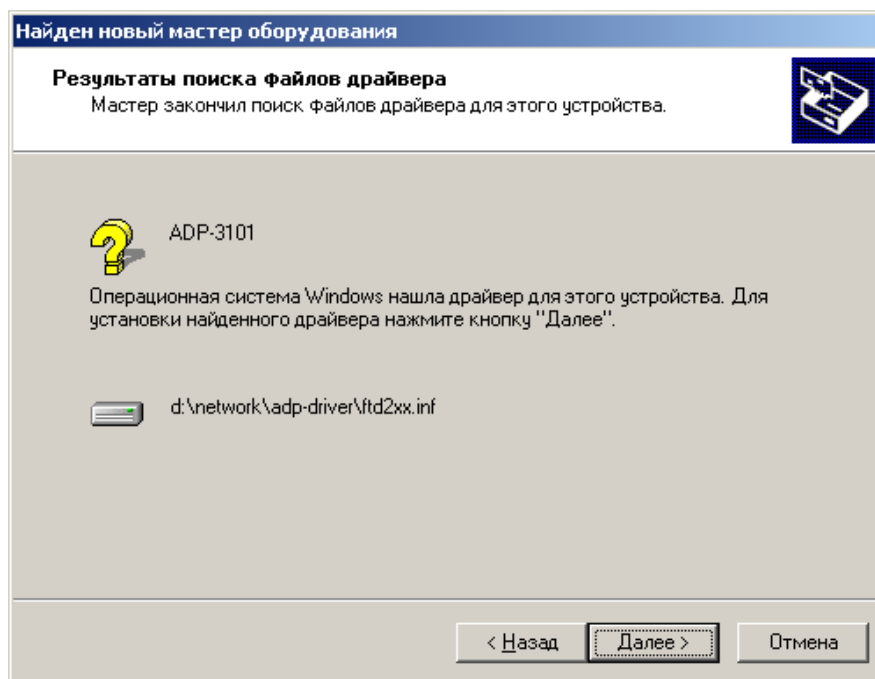 Найден новый мастер оборудования
Результаты поиска файлов драйвера
Мастер закончил поиск файлов драйвера для этого устройства.
ADP-3101
Операционная система Windows нашла драйвер для этого устройства. Для
установки найденного драйвера нажмите кнопку "Далее".
d:\network\adp-driver\ftd2xx.inf
< Назад
Далее >
Отмена